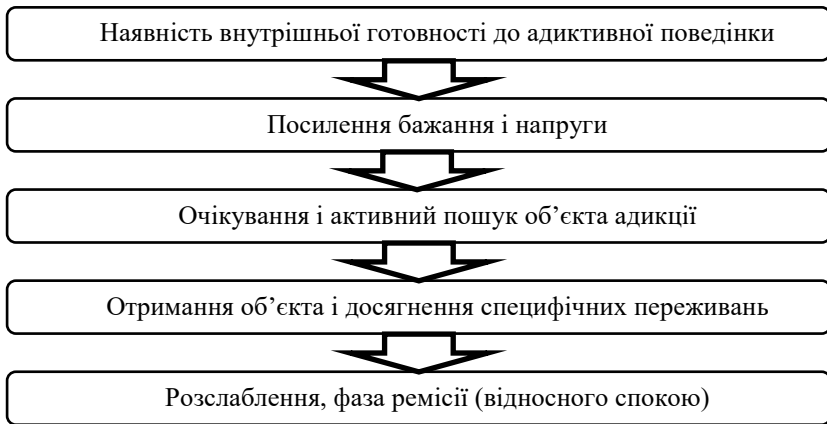 Наявність внутрішньої готовності до адиктивної поведінки
Посилення бажання і напруги
Очікування і активний пошук об’єкта адикції
Отримання об’єкта і досягнення специфічних переживань
Розслаблення, фаза ремісії (відносного спокою)